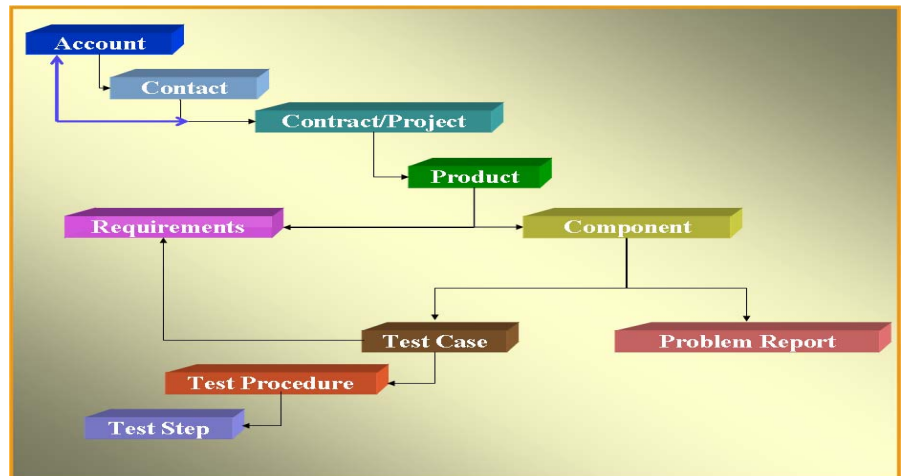 Account
Contact
Contract/Project
Product
Requirements
Component
Test Case
Problem Report
Test Procedure
Test Step